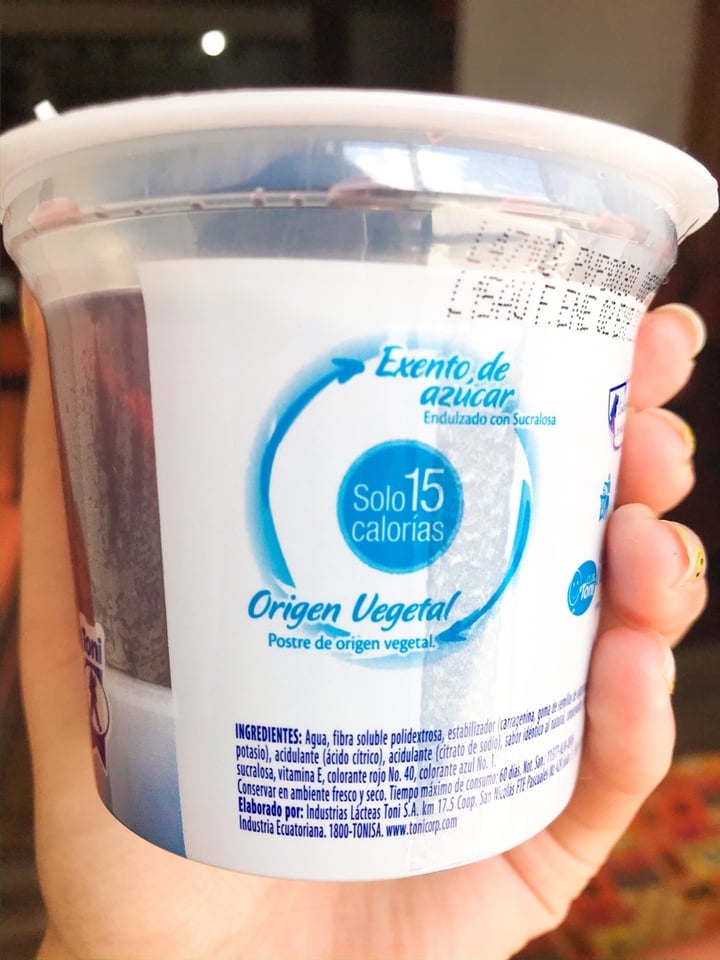 Exento de
azúcar
Endulzado con Sucralosa
Solo 15
calorías
Origen Vegetal
Postre de origen vegetal.
Toni
Toni
INGREDIENTES: Agua, fibra soluble polidextrosa, estabilizador (carragenina, goma de semillas de
potasio), acidulante (ácido cítrico), acidulante (citrato de sodio), sabor idéntico al natural,
sucralosa, vitamina E, colorante rojo No. 40, colorante azul No. 1.
Conservar en ambiente fresco y seco. Tiempo máximo de consumo: 60 días. Not. San.
Elaborado por: Industrias Lácteas Toni S.A. km 17.5 Coop. San Nicolás FTE Pascuales
Industria Ecuatoriana. 1800-TONISA. www.tonicorp.com